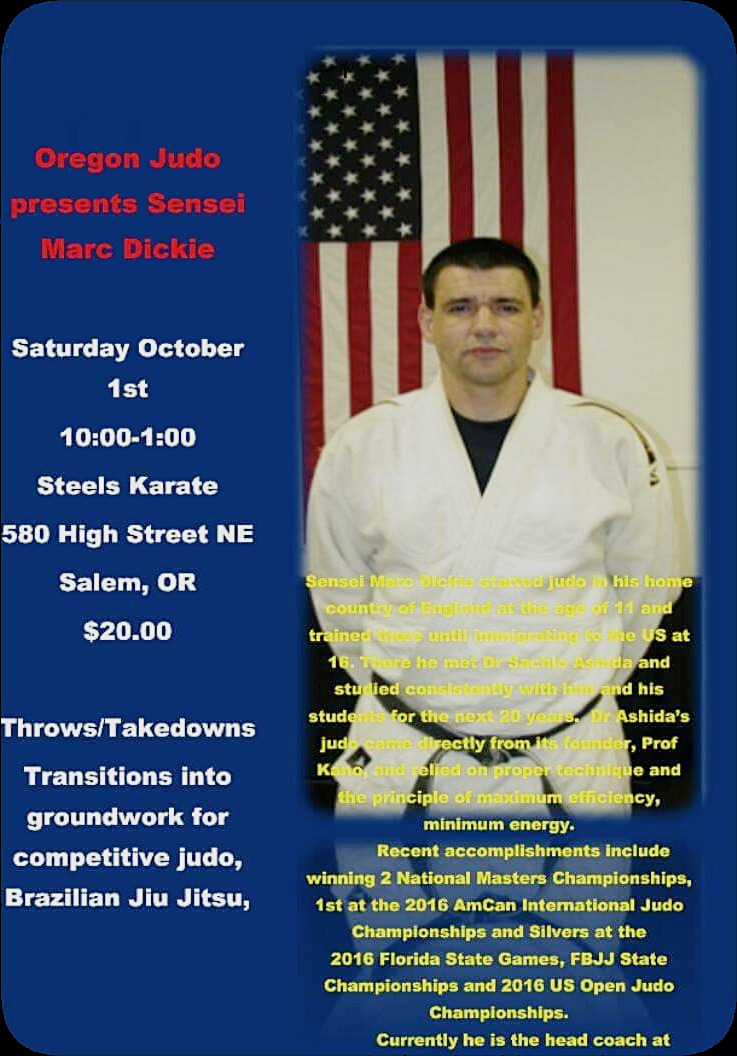 Oregon Judo
presents Sensei
Marc Dickie
Saturday October
1st
10:00-1:00
Steels Karate
580 High Street NE
Salem, OR
$20.00
Throws/Takedowns
Transitions into
groundwork for
competitive judo,
Brazilian Jiu Jitsu,
Sensei Marc Dickie started judo in his home
country of England at the age of 11 and
trained there until immigrating to the US at
16. There he met Dr Sachio Ashida and
studied consistently with him and his
students for the next 20 years. Dr Ashida's
judo came directly from its founder, Prof
Kano, and relied on proper technique and
the principle of maximum efficiency,
minimum energy.
Recent accomplishments include
winning 2 National Masters Championships,
1st at the 2016 AmCan International Judo
Championships and Silvers at the
2016 Florida State Games, FBJJ State
Championships and 2016 US Open Judo
Championships.
Currently he is the head coach at